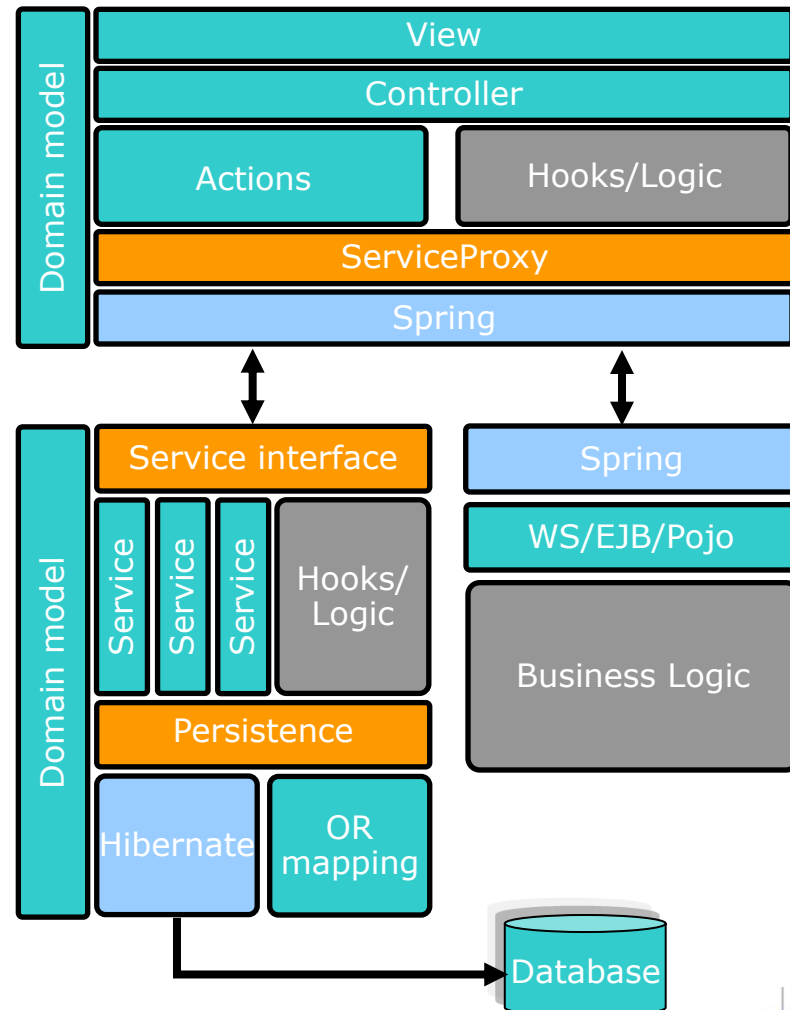 Domain model
View
Controller
Actions
Hooks/Logic
ServiceProxy
Spring
Domain model
Service interface
Service
Service
Service
Hooks/
Logic
Persistence
Hibernate
OR
mapping
Spring
WS/EJB/Pojo
Business Logic
Database